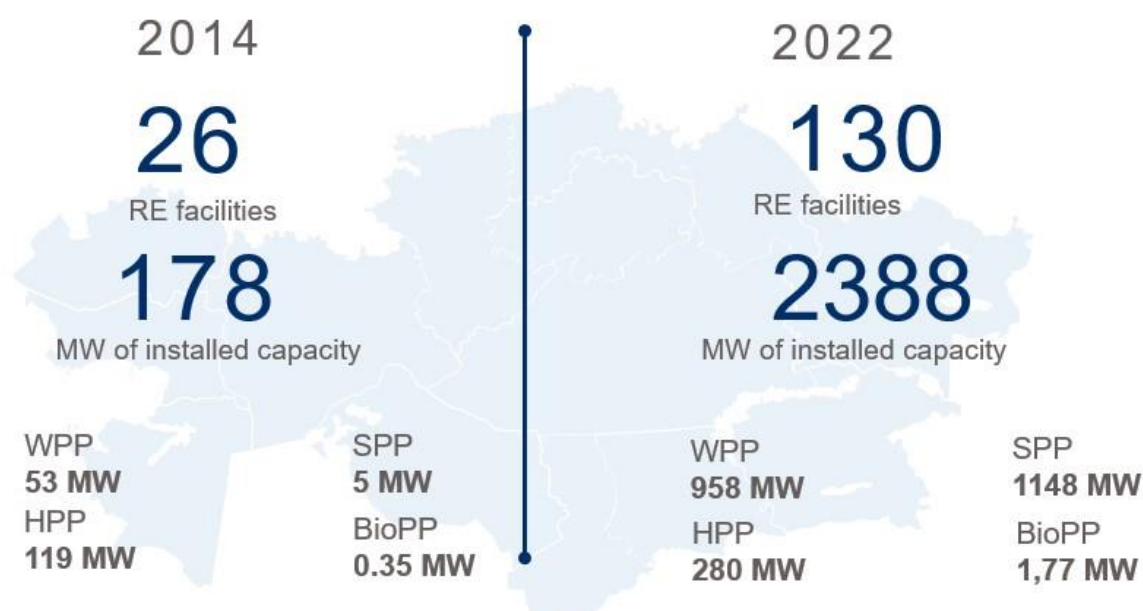 2014
26
RE facilities
178
MW of installed capacity
WPP
53 MW
SPP
5 MW
HPP
119 MW
BioPP
0.35 MW
2022
130
RE facilities
2388
MW of installed capacity
WPP
958 MW
SPP
1148 MW
HPP
280 MW
BioPP
1,77 MW